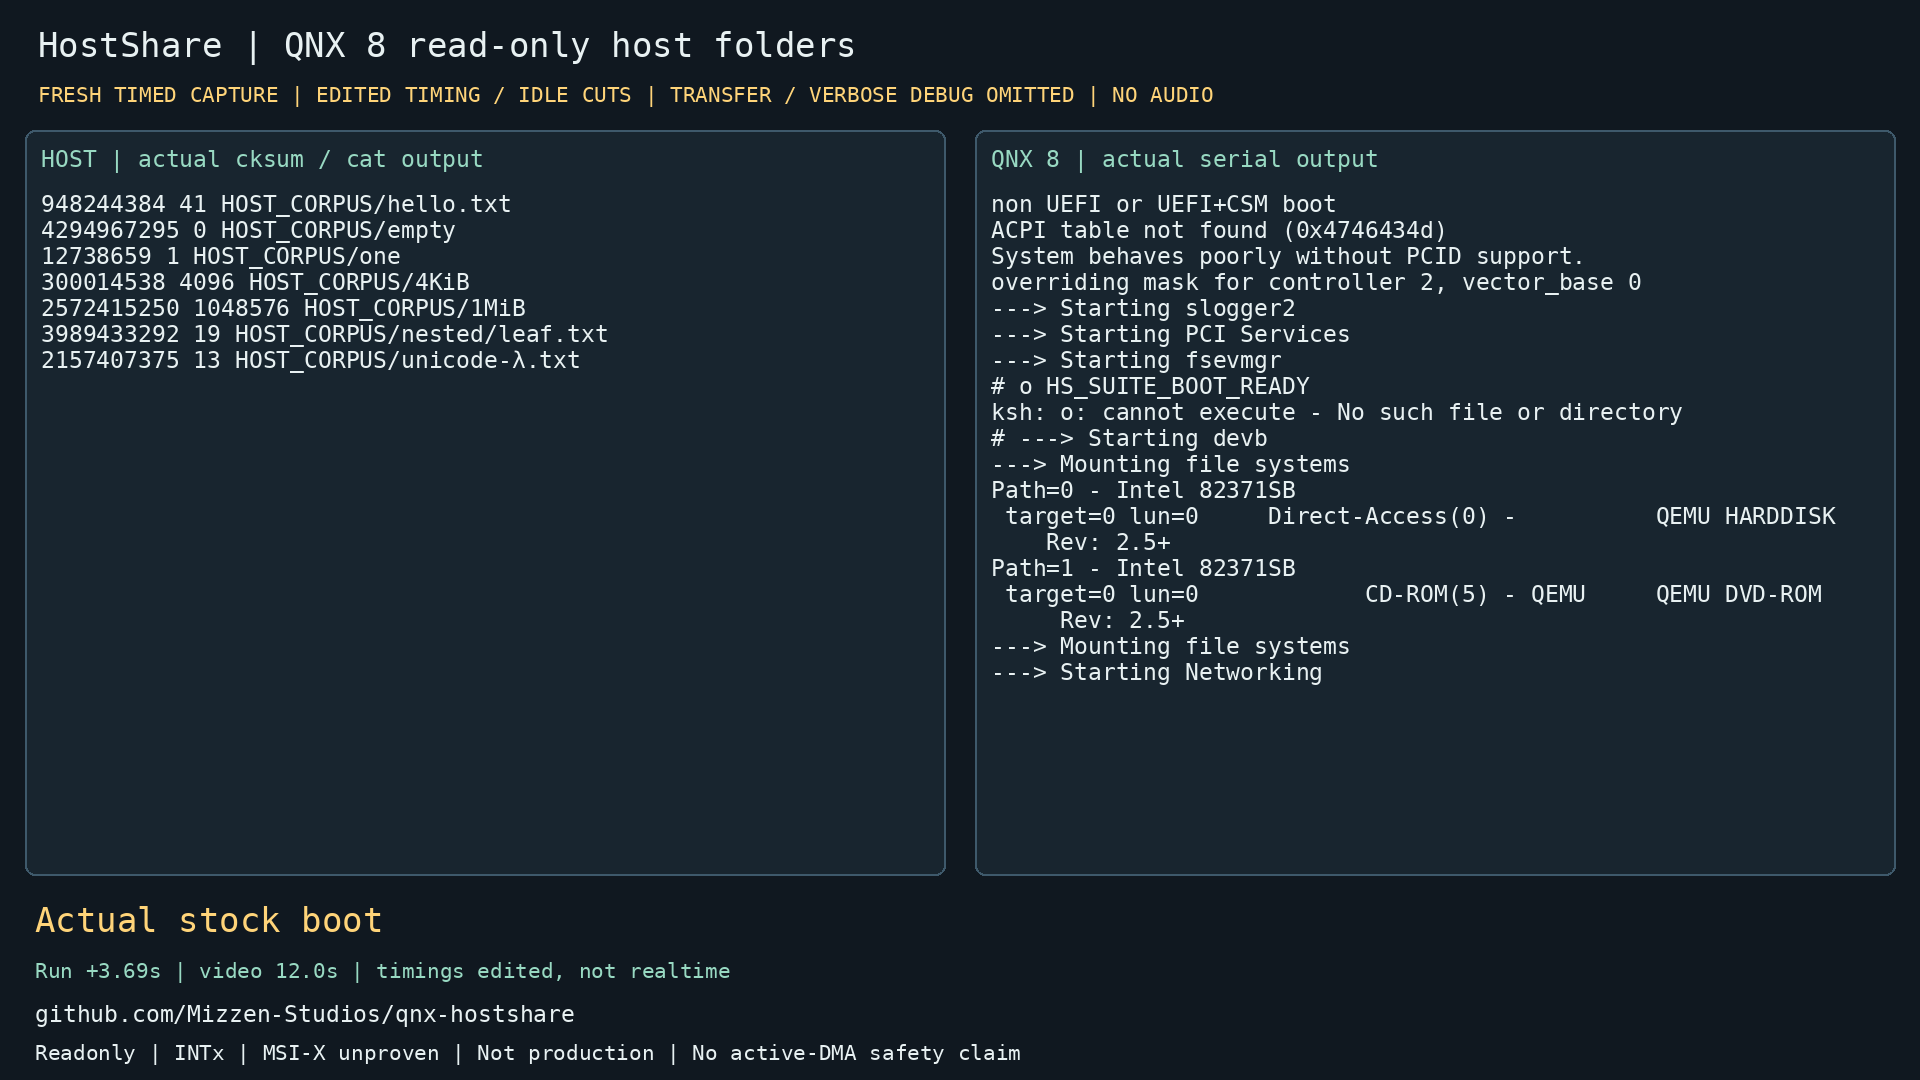 HostShare | QNX 8 read-only host folders
FRESH TIMED CAPTURE | EDITED TIMING / IDLE CUTS | TRANSFER / VERBOSE DEBUG OMITTED | NO AUDIO
HOST | actual cksum / cat output
948244384 41 HOST_CORPUS/hello.txt
4294967295 0 HOST_CORPUS/empty
12738659 1 HOST_CORPUS/one
300014538 4096 HOST_CORPUS/4KiB
2572415250 1048576 HOST_CORPUS/1MiB
3989433292 19 HOST_CORPUS/nested/leaf.txt
2157407375 13 HOST_CORPUS/unicode-λ.txt
QNX 8 | actual serial output
non UEFI or UEFI+CSM boot
ACPI table not found (0x4746434d)
System behaves poorly without PCID support.
overriding mask for controller 2, vector_base 0
---> Starting slogger2
---> Starting PCI Services
---> Starting fsevmgr
# o HS_SUITE_BOOT_READY
ksh: o: cannot execute - No such file or directory
# ---> Starting devb
---> Mounting file systems
Path=0 - Intel 82371SB
 target=0 lun=0     Direct-Access(0) -          QEMU HARDDISK
    Rev: 2.5+
Path=1 - Intel 82371SB
 target=0 lun=0            CD-ROM(5) - QEMU     QEMU DVD-ROM
     Rev: 2.5+
---> Mounting file systems
---> Starting Networking
Actual stock boot
Run +3.69s | video 12.0s | timings edited, not realtime
github.com/Mizzen-Studios/qnx-hostshare
Readonly | INTx | MSI-X unproven | Not production | No active-DMA safety claim